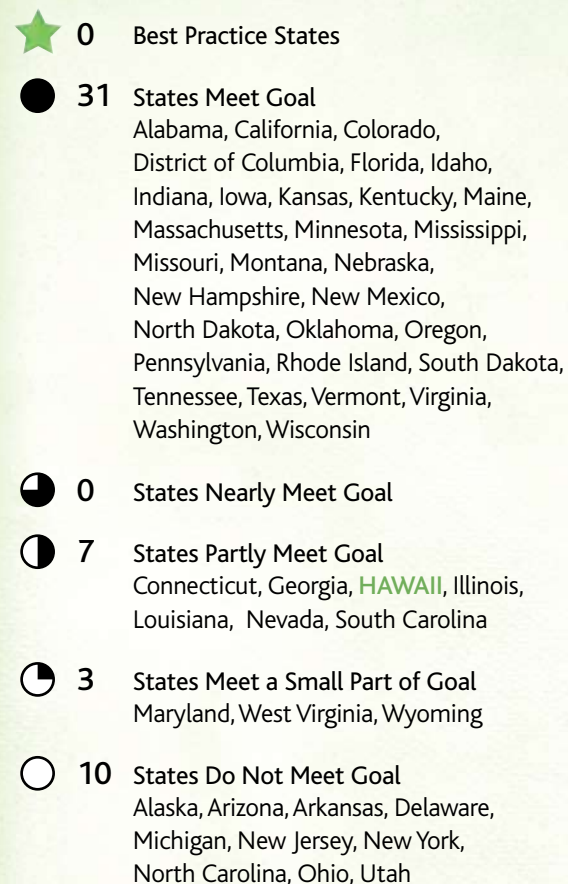 0 Best Practice States
31 States Meet Goal
Alabama, California, Colorado,
District of Columbia, Florida, Idaho,
Indiana, Iowa, Kansas, Kentucky, Maine,
Massachusetts, Minnesota, Mississippi,
Missouri, Montana, Nebraska,
New Hampshire, New Mexico,
North Dakota, Oklahoma, Oregon,
Pennsylvania, Rhode Island, South Dakota,
Tennessee, Texas, Vermont, Virginia,
Washington, Wisconsin
0 States Nearly Meet Goal
7 States Partly Meet Goal
Connecticut, Georgia, HAWAII, Illinois,
Louisiana, Nevada, South Carolina
3 States Meet a Small Part of Goal
Maryland, West Virginia, Wyoming
10 States Do Not Meet Goal
Alaska, Arizona, Arkansas, Delaware,
Michigan, New Jersey, New York,
North Carolina, Ohio, Utah